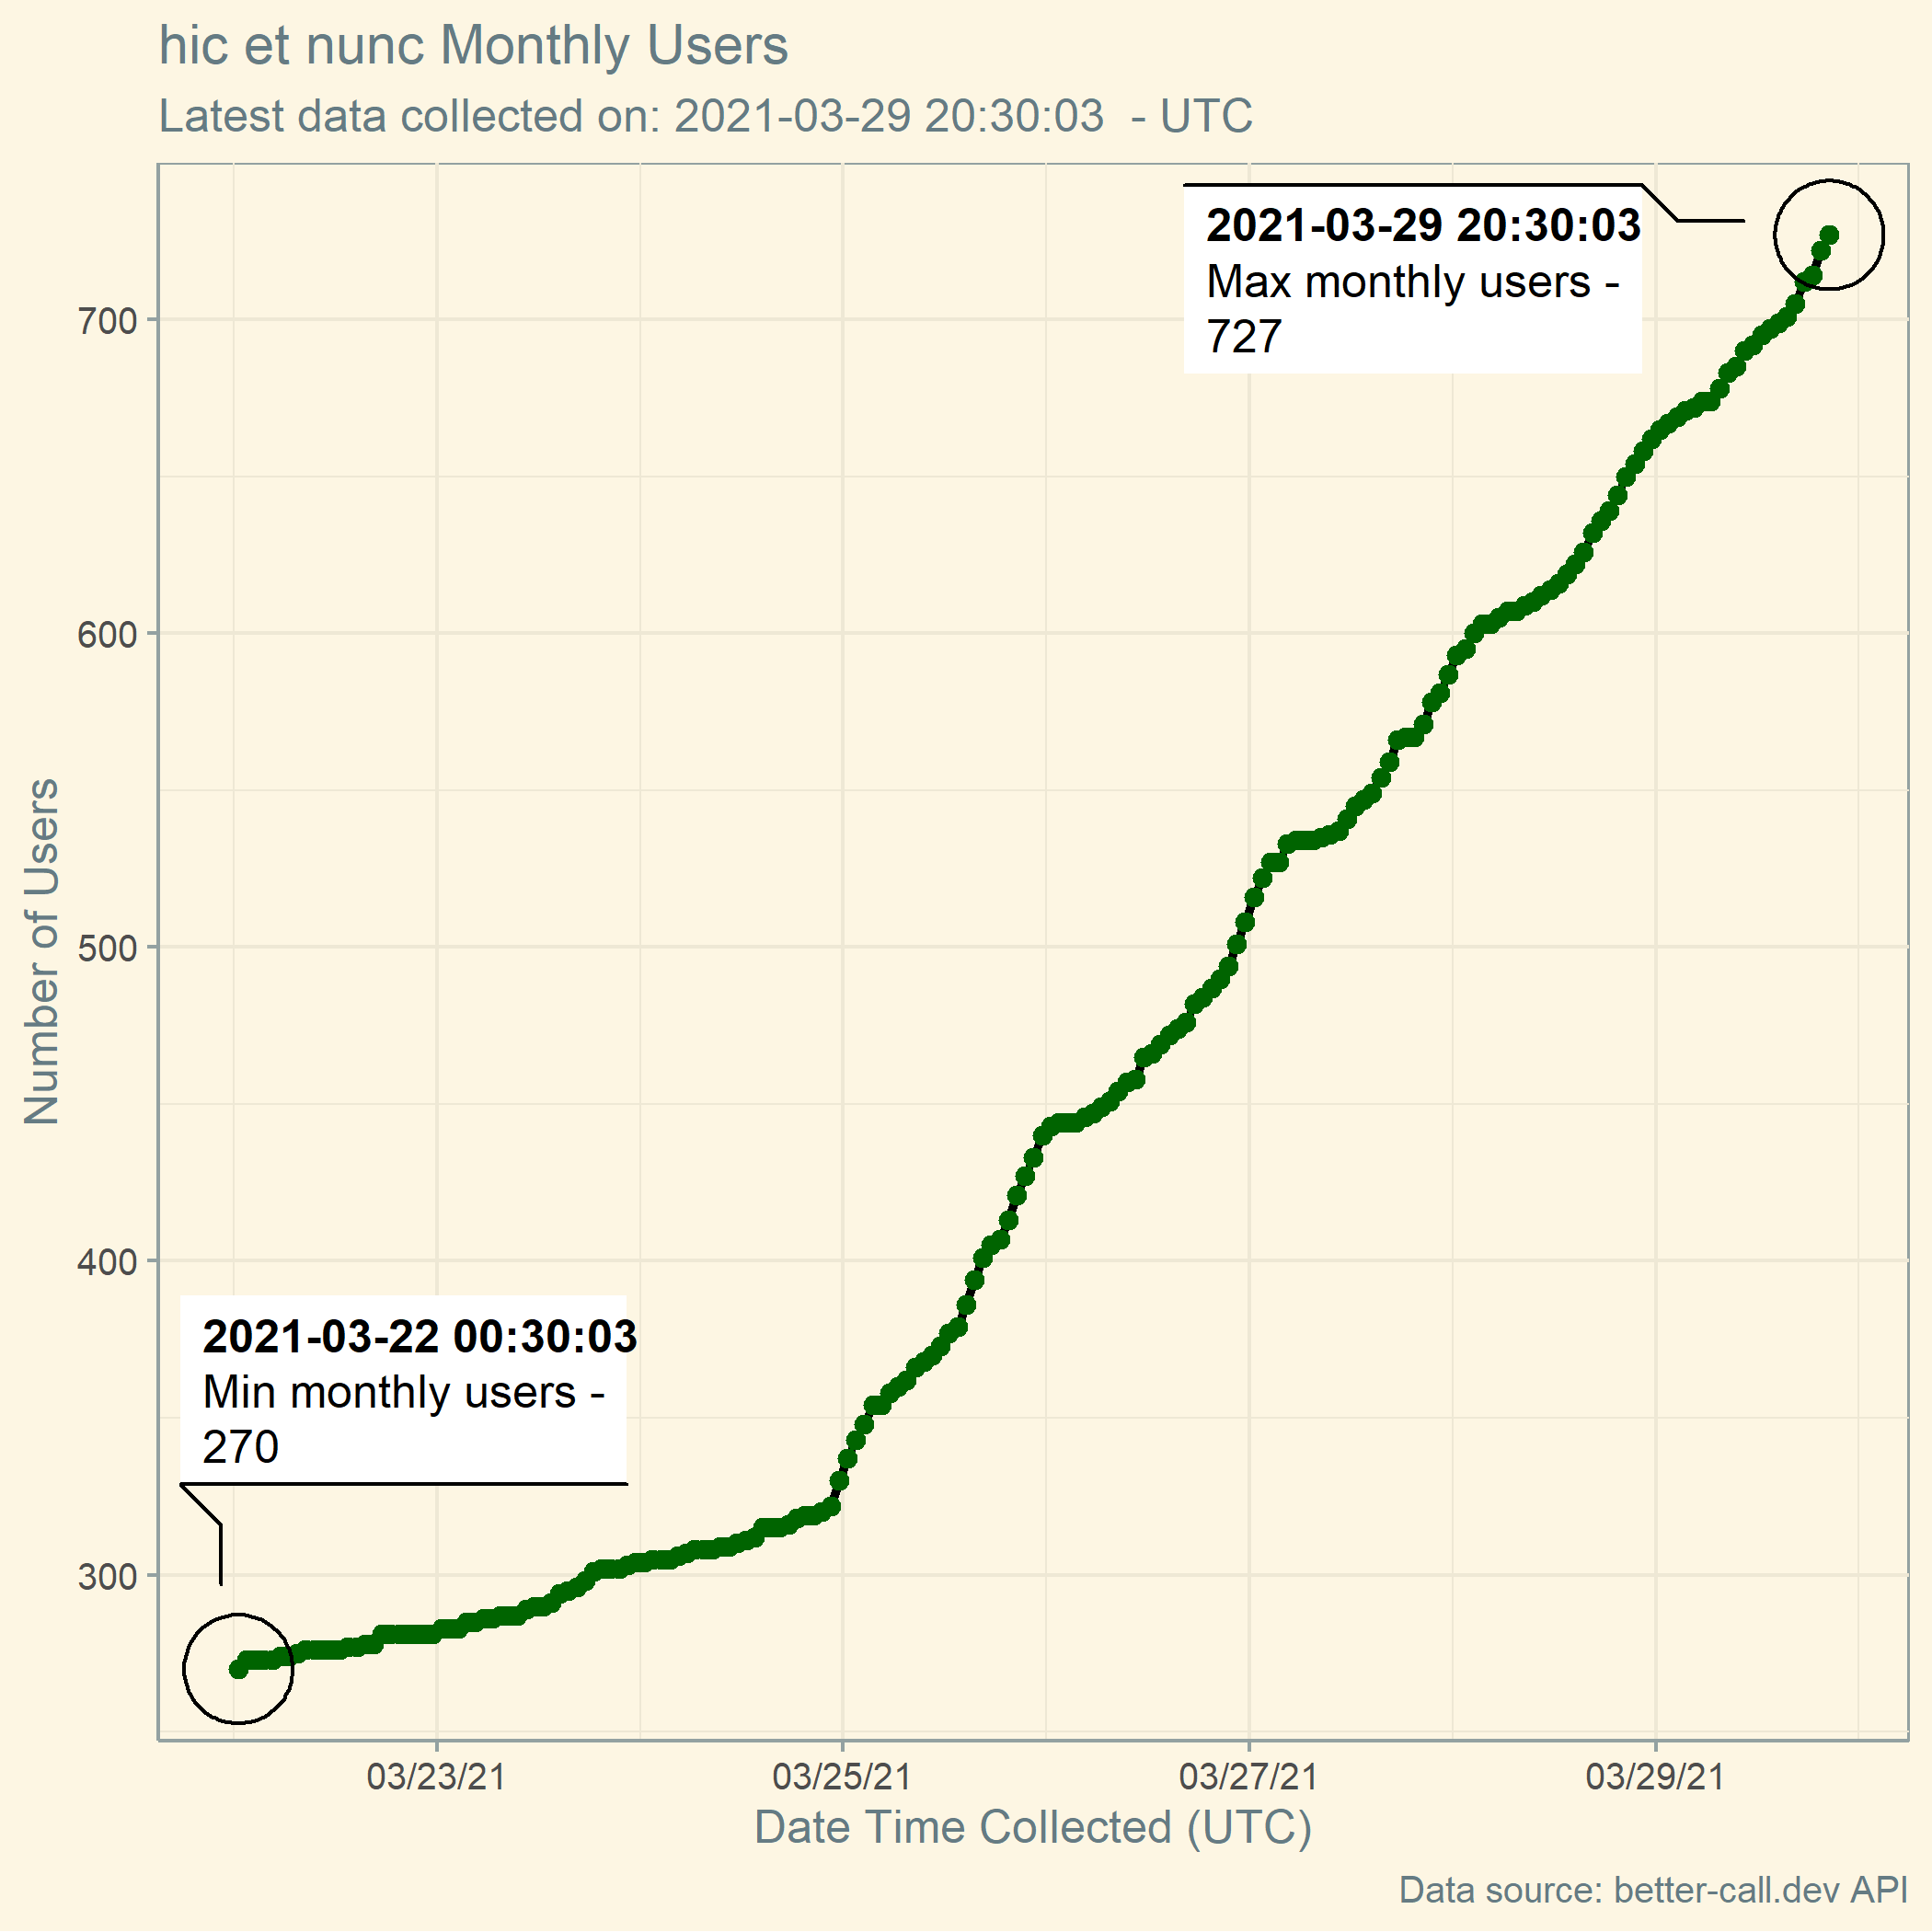 hic et nunc Monthly Users
Latest data collected on: 2021-03-29 20:30:03  - UTC
2021-03-29 20:30:03
Max monthly users -
727
700
600
500
400
300
Number of Users
2021-03-22 00:30:03
Min monthly users -
270
03/23/21
03/25/21
03/27/21
03/29/21
Date Time Collected (UTC)
Data source: better-call.dev API